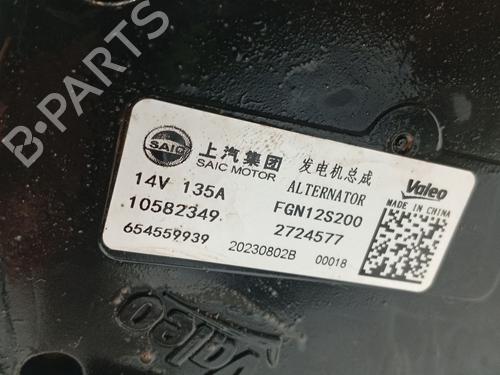 B-PARTS
SAIC
上汽集团 发电机总成
SAIC MOTOR ALTERNATOR
Valeo
MADE IN CHINA
14V 135A
FGN12S200
10582349 2724577
654559939 20230802B 00018
Valeo